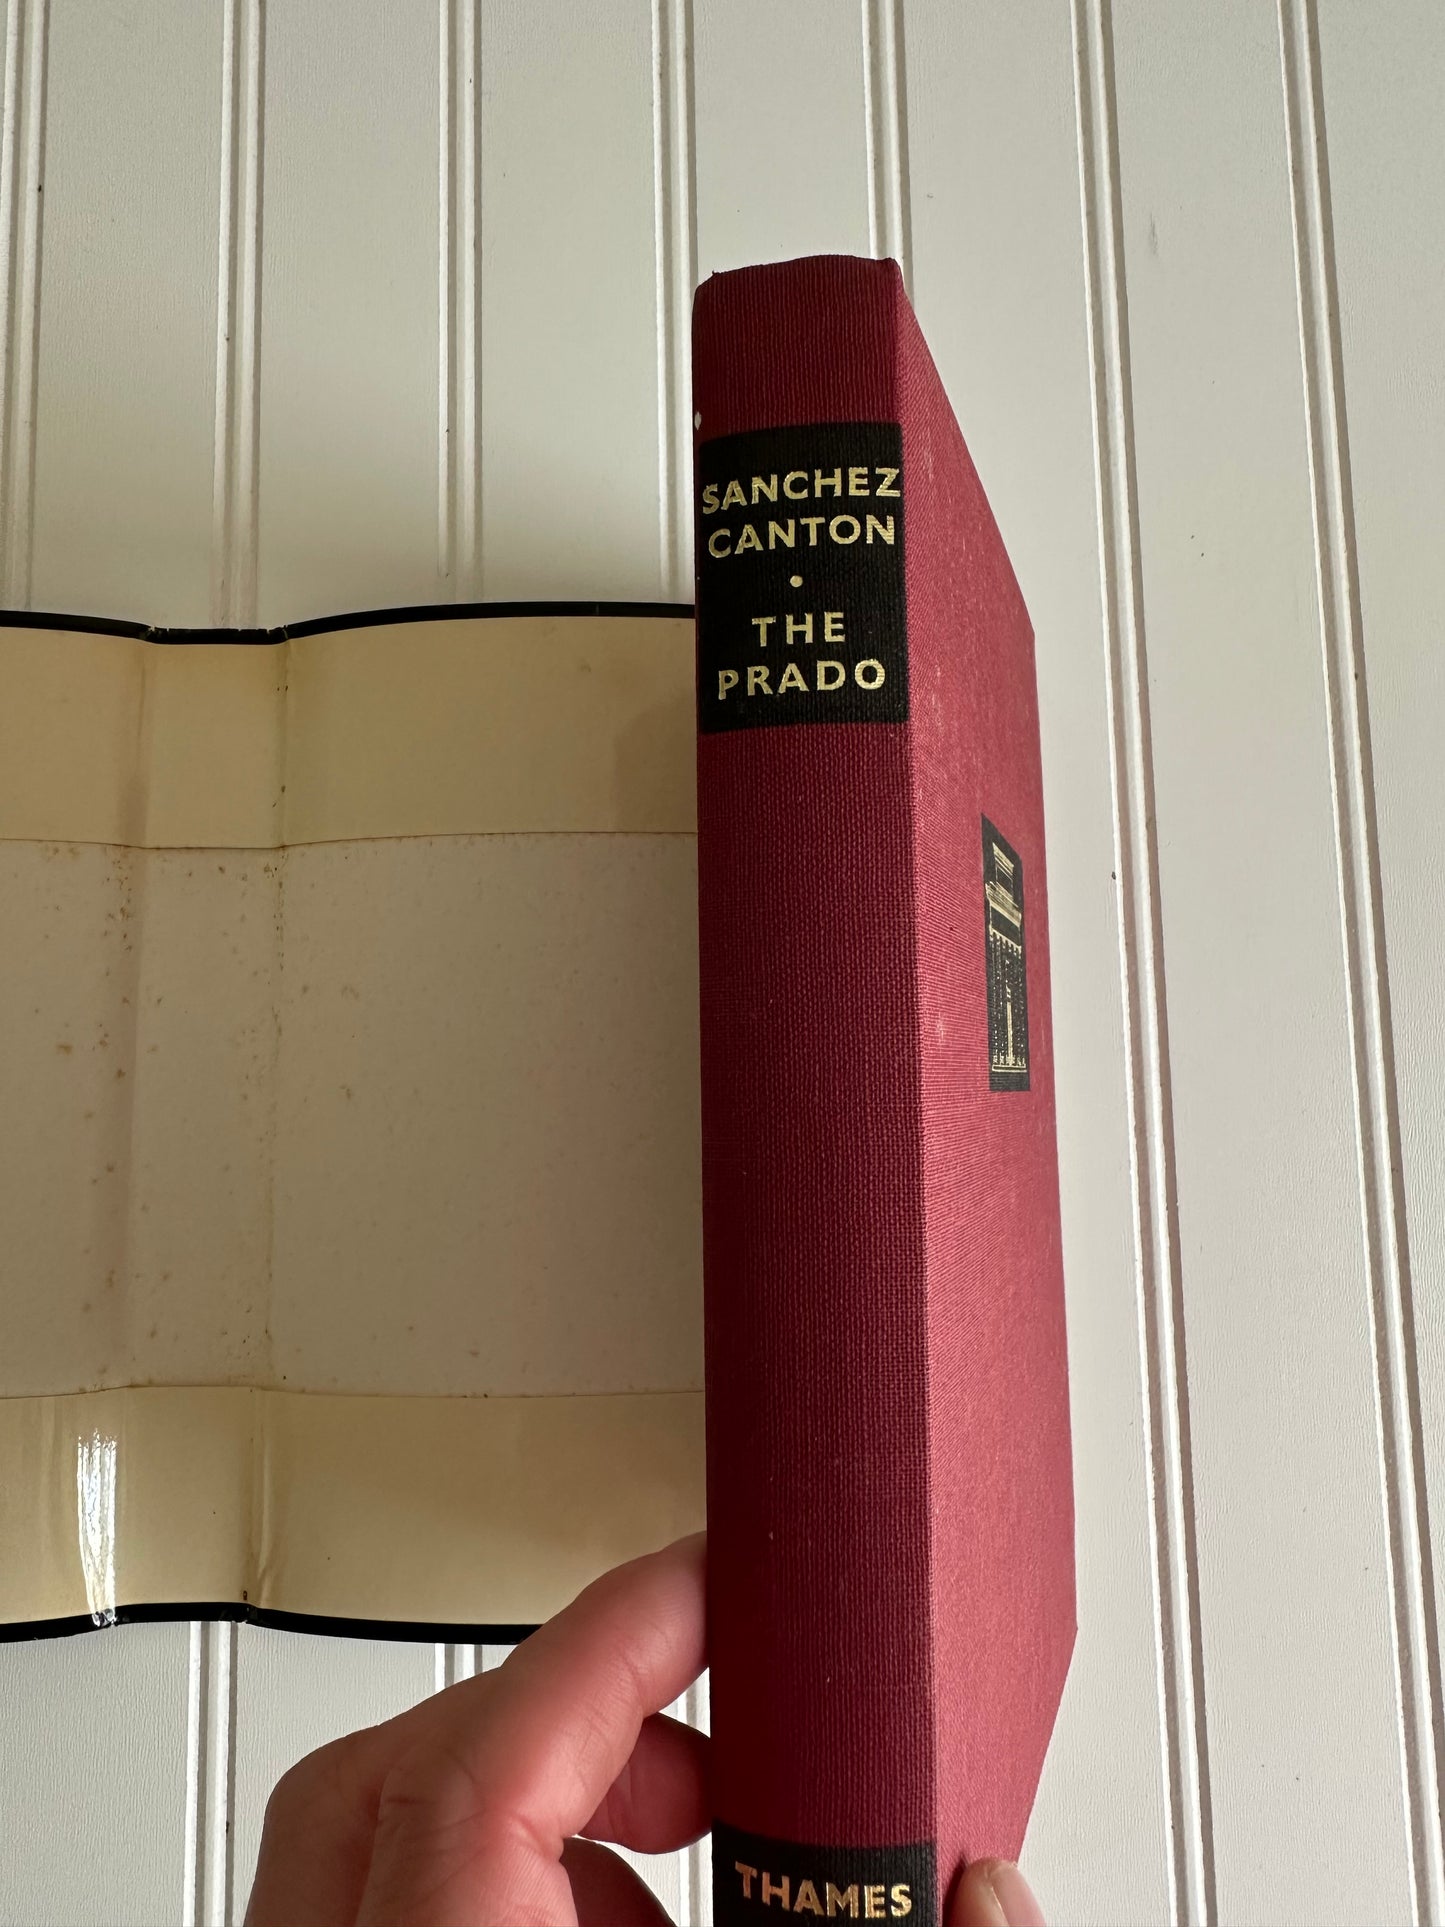 SANCHEZ
CANTON
•
THE
PRADO
THAMES